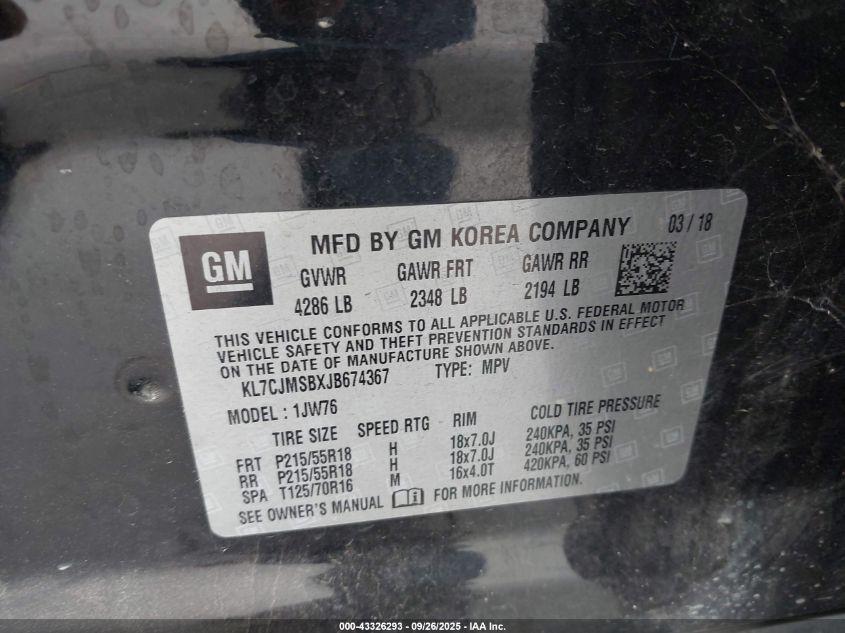 GM
MFD BY GM KOREA COMPANY 03 / 18
GVWR GAWR FRT GAWR RR
4286 LB 2348 LB 2194 LB
THIS VEHICLE CONFORMS TO ALL APPLICABLE U.S. FEDERAL MOTOR
VEHICLE SAFETY AND THEFT PREVENTION STANDARDS IN EFFECT
ON THE DATE OF MANUFACTURE SHOWN ABOVE.
KL7CJMSBXJB674367 TYPE: MPV
MODEL : 1JW76
TIRE SIZE SPEED RTG RIM COLD TIRE PRESSURE
FRT P215/55R18 H 18x7.0J 240KPA, 35 PSI
RR P215/55R18 H 18x7.0J 240KPA, 35 PSI
SPA T125/70R16 M 16x4.0T 420KPA, 60 PSI
SEE OWNER'S MANUAL FOR MORE INFORMATION.
000-43326293 - 09/26/2025 - IAA Inc.